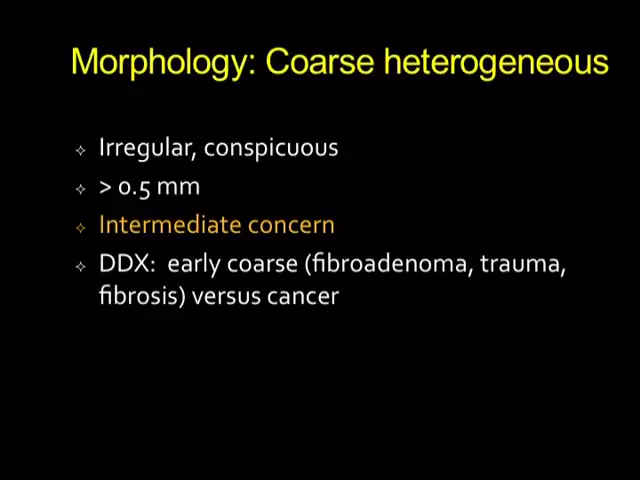 Morphology: Coarse heterogeneous
Irregular, conspicuous
> 0.5 mm
Intermediate concern
DDX:  early coarse (fibroadenoma, trauma,
fibrosis) versus cancer